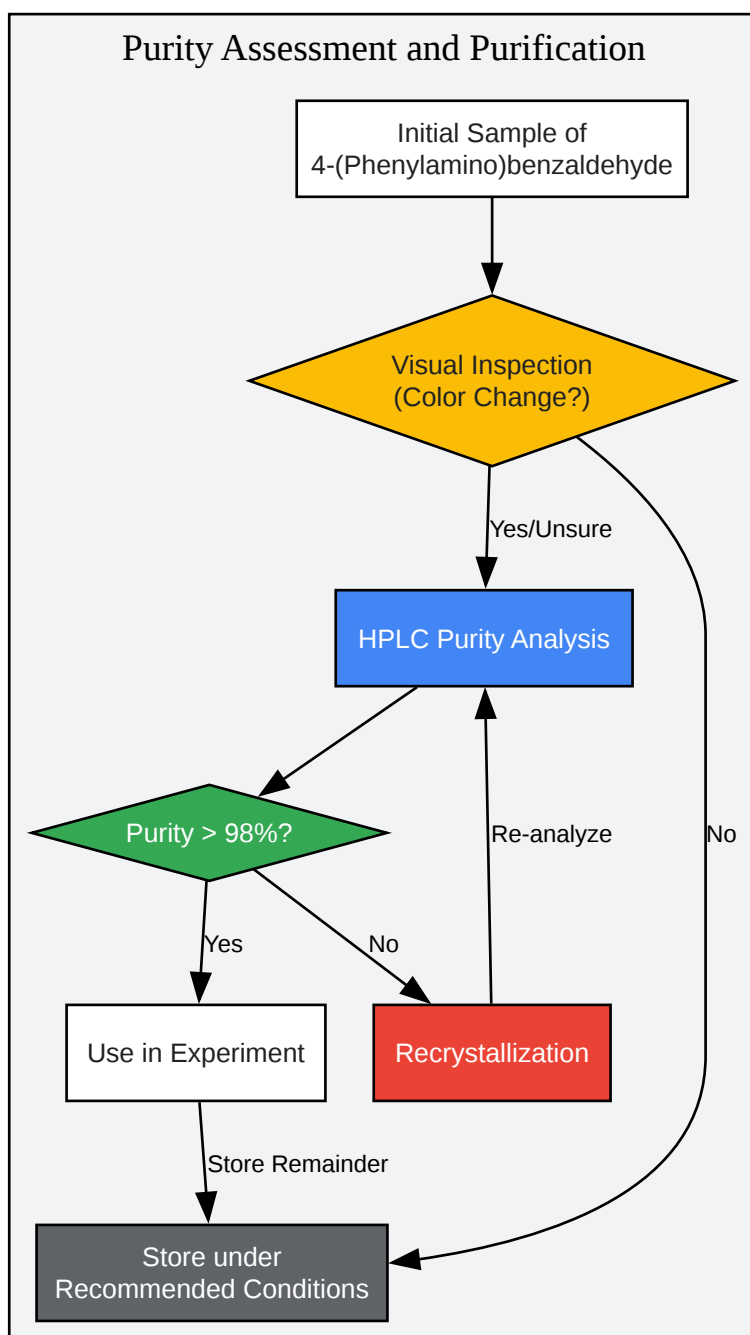 Purity Assessment and Purification
Initial Sample of
4-(Phenylamino)benzaldehyde
Visual Inspection
(Color Change?)
Yes/Unsure
HPLC Purity Analysis
Purity > 98%?
Re-analyze
No
Yes
No
Use in Experiment
Recrystallization
Store Remainder
Store under
Recommended Conditions